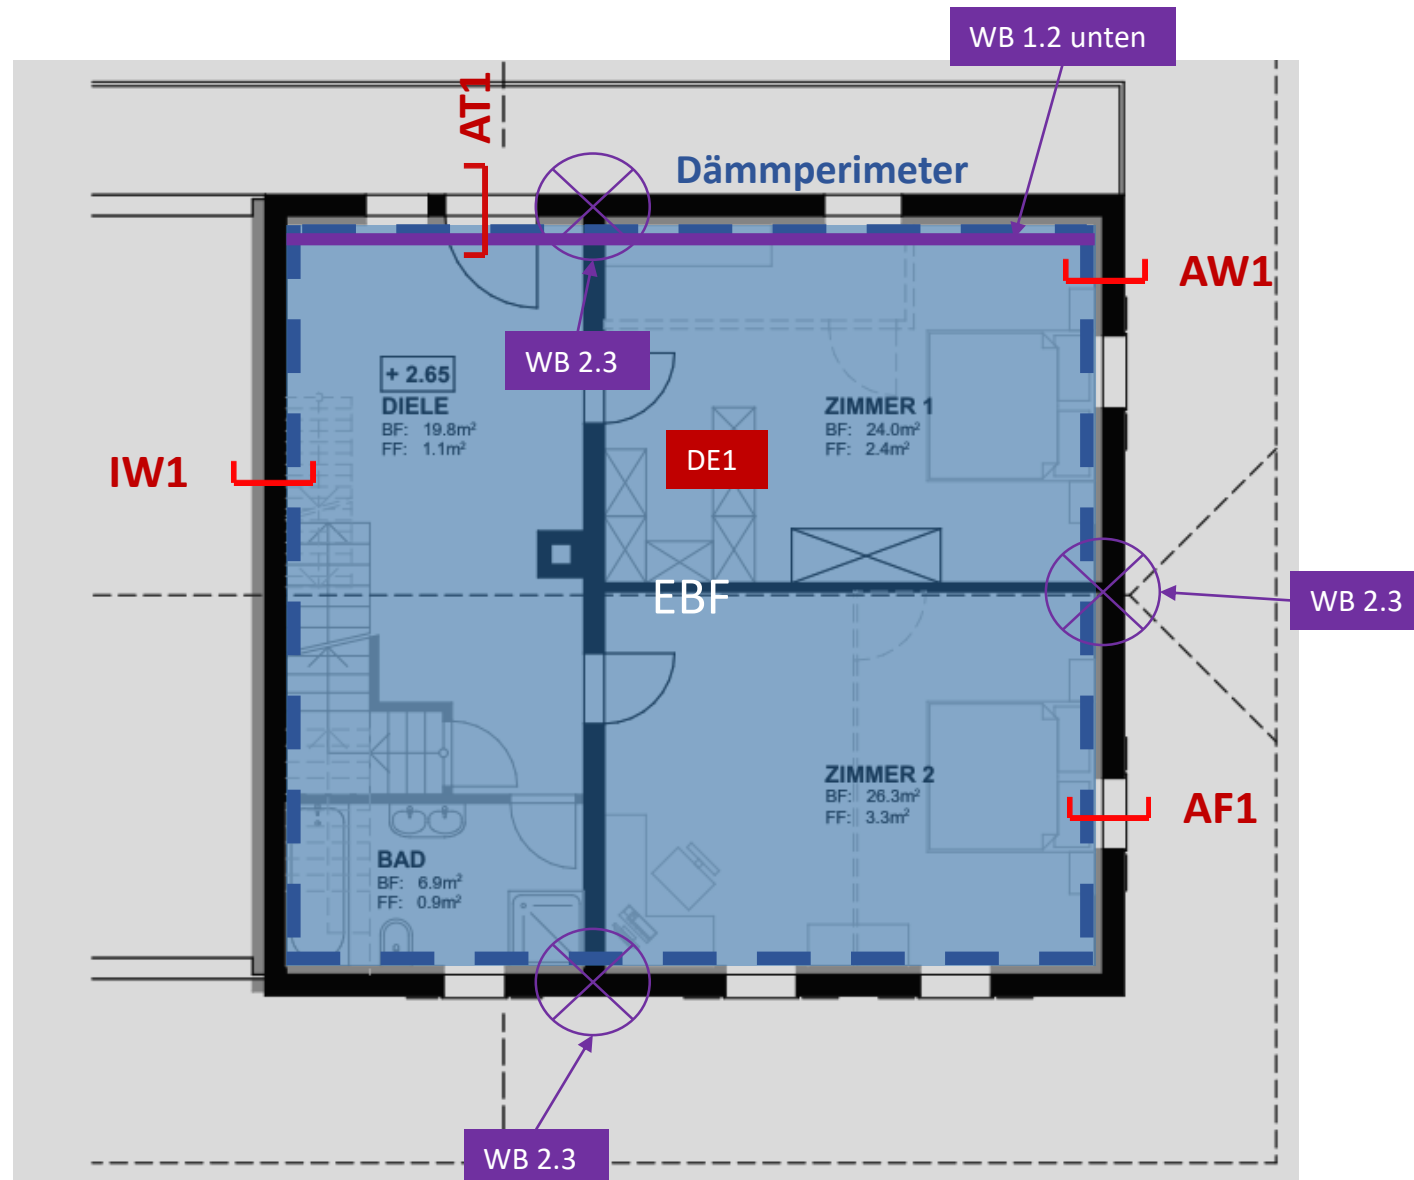 WB 1.2 unten
AT1
Dämmperimeter
AW1
WB 2.3
+ 2.65
DIELE
BF: 19.8m²
FF: 1.1m²
ZIMMER 1
BF: 24.0m²
FF: 2.4m²
DE1
IW1
EBF
WB 2.3
ZIMMER 2
BF: 26.3m²
FF: 3.3m²
AF1
BAD
BF: 6.9m²
FF: 0.9m²
WB 2.3